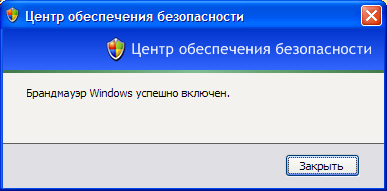 Центр обеспечения безопасности
Центр обеспечения безопасности
Брандмауэр Windows успешно включен.
Закрыть